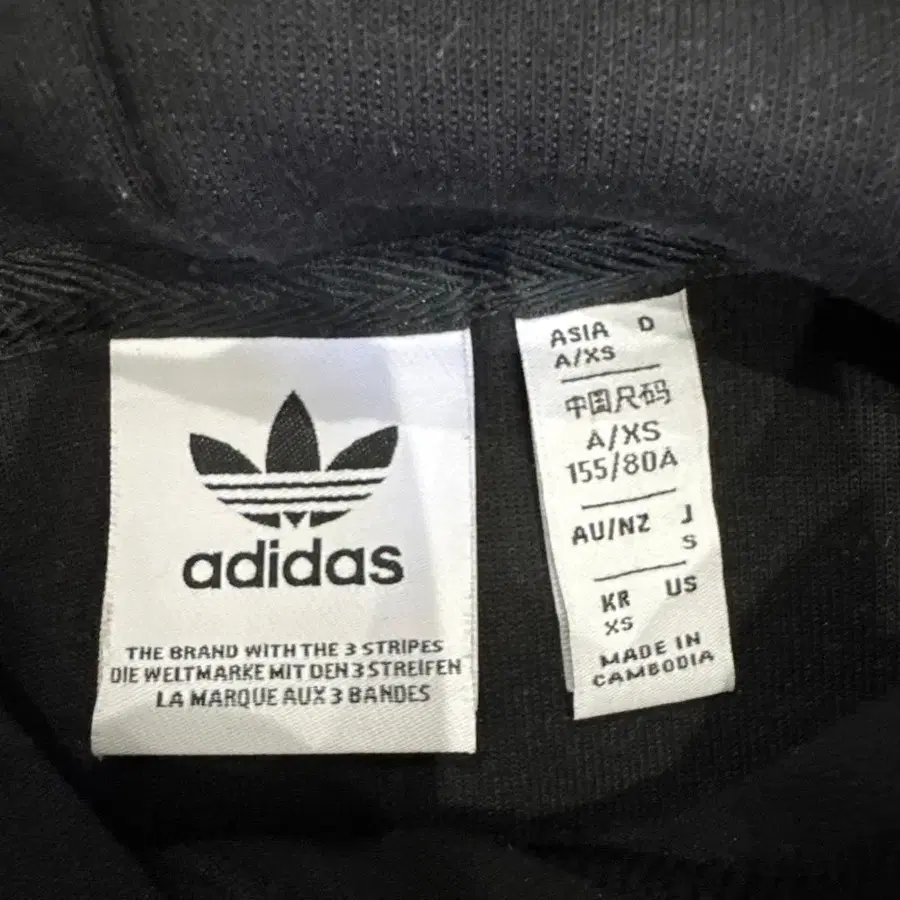 adidas
THE BRAND WITH THE 3 STRIPES
DIE WELTMARKE MIT DEN 3 STREIFEN
LA MARQUE AUX 3 BANDES
ASIA D
A/XS
中国尺码
A/XS
155/80A
AU/NZ J
S
KR US
XS
MADE IN
CAMBODIA